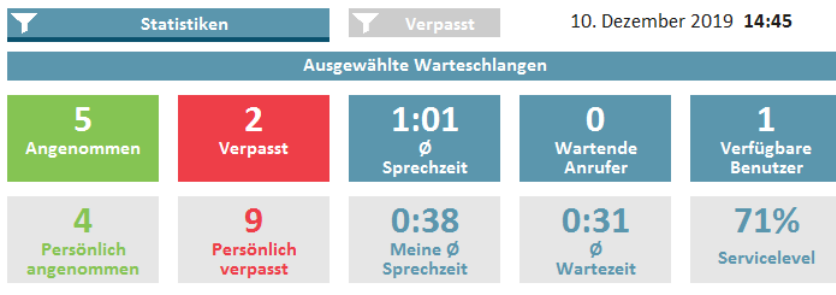 Statistiken
Verpasst
10. Dezember 2019 14:45
Ausgewählte Warteschlangen
5
Angenommen
2
Verpasst
1:01
Ø
Sprechzeit
0
Wartende
Anrufer
1
Verfügbare
Benutzer
4
Persönlich
angenommen
9
Persönlich
verpasst
0:38
Meine Ø
Sprechzeit
0:31
Ø
Wartezeit
71%
Servicelevel